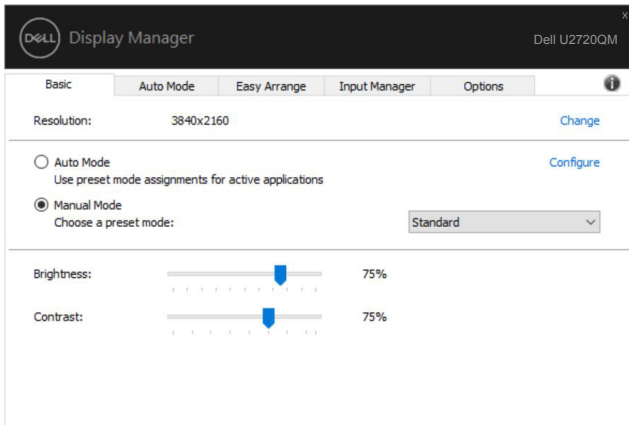 x
DELL Display Manager
Dell U2720QM
Basic Auto Mode Easy Arrange Input Manager Options i
Resolution: 3840x2160 Change
Auto Mode Configure
Use preset mode assignments for active applications
Manual Mode
Choose a preset mode: Standard
Brightness: 75%
Contrast: 75%